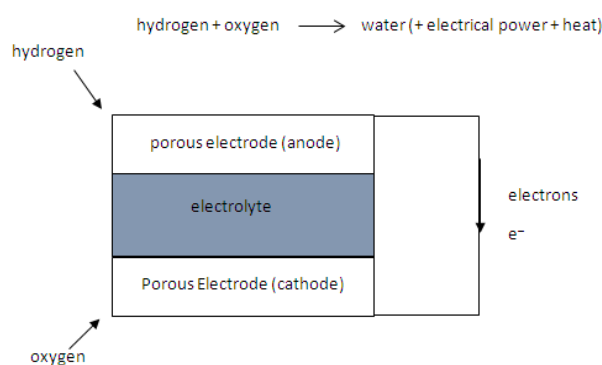 hydrogen + oxygen ⟶ water (+ electrical power + heat)
hydrogen
porous electrode (anode)
electrolyte
electrons
e⁻
Porous Electrode (cathode)
oxygen